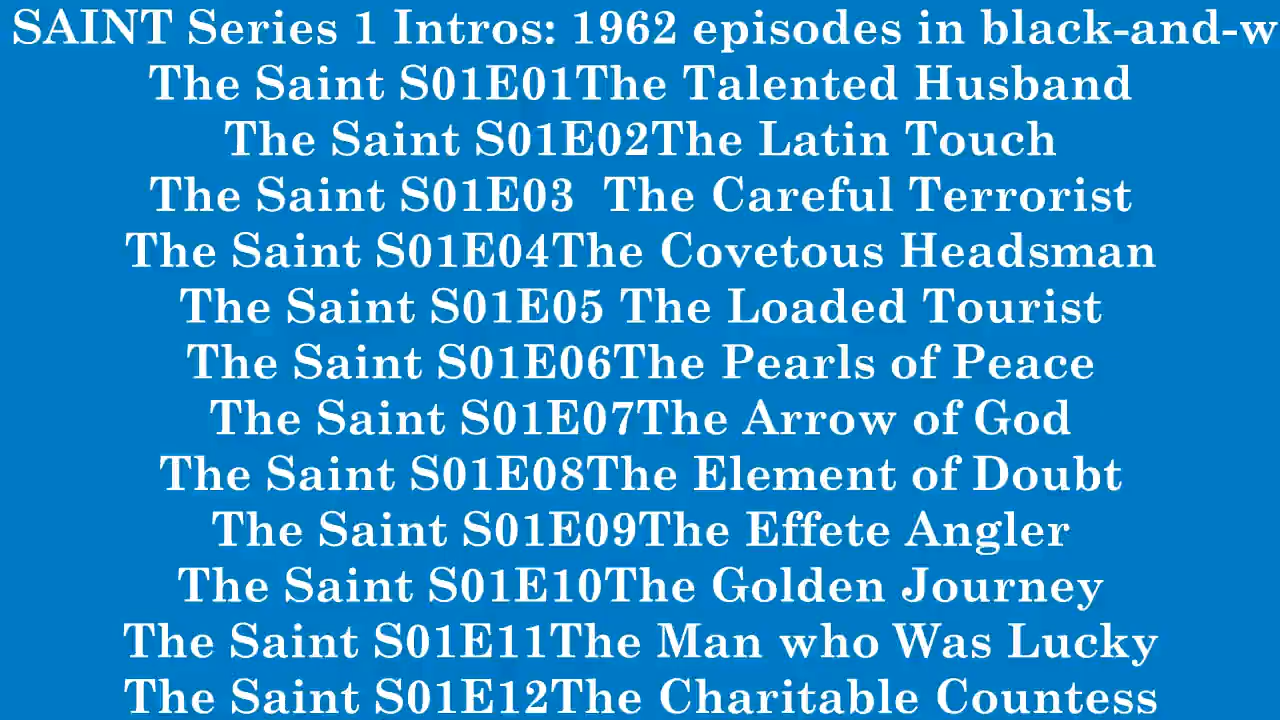 SAINT Series 1 Intros: 1962 episodes in black-and-w
The Saint S01E01The Talented Husband
The Saint S01E02The Latin Touch
The Saint S01E03  The Careful Terrorist
The Saint S01E04The Covetous Headsman
The Saint S01E05 The Loaded Tourist
The Saint S01E06The Pearls of Peace
The Saint S01E07The Arrow of God
The Saint S01E08The Element of Doubt
The Saint S01E09The Effete Angler
The Saint S01E10The Golden Journey
The Saint S01E11The Man who Was Lucky
The Saint S01E12The Charitable Countess